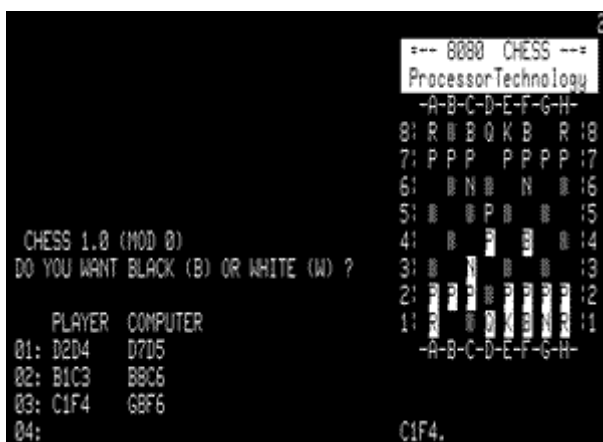 2
=-- 8080 CHESS --=
ProcessorTechnology
-A-B-C-D-E-F-G-H-
8: R B Q K B R :8
7: P P P P P P P :7
6: N N :6
5: P :5
4: P B :4
3: N :3
2: P P P P P P P :2
1: R Q K B N R :1
-A-B-C-D-E-F-G-H-
CHESS 1.0 (MOD 0)
DO YOU WANT BLACK (B) OR WHITE (W) ?
PLAYER COMPUTER
01: D2D4 D7D5
02: B1C3 B8C6
03: C1F4 G8F6
04:
C1F4.